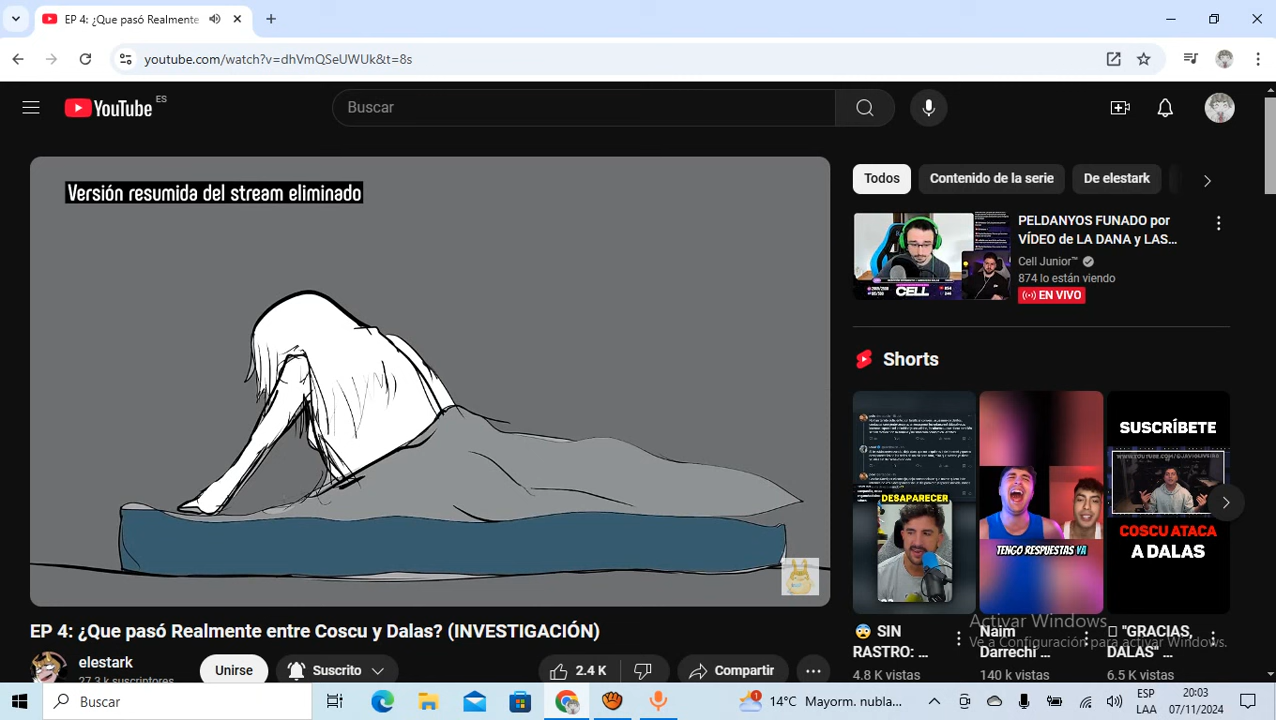 EP 4: ¿Que pasó Realmente
youtube.com/watch?v=dhVmQSeUWUk&t=8s
YouTube ES
Buscar
Versión resumida del stream eliminado
Todos
Contenido de la serie
De elestark
PELDANYOS FUNADO por
VÍDEO de LA DANA y LAS...
Cell Junior™
874 lo están viendo
EN VIVO
CELL
Shorts
DESAPARECER
TENGO RESPUESTAS YA
SUSCRÍBETE
COSCU ATACA
A DALAS
EP 4: ¿Que pasó Realmente entre Coscu y Dalas? (INVESTIGACIÓN)
elestark
27.3 k suscriptores
Unirse
Suscrito
2.4 K
Compartir
😨 SIN
RASTRO: ...
4.8 K vistas
Naim
Darrechi ...
140 k vistas
"GRACIAS,
DALAS" ...
6.5 K vistas
Activar Windows
Ve a Configuración para activar Windows.
Buscar
1
14°C Mayorm. nubla...
ESP
LAA
20:03
07/11/2024